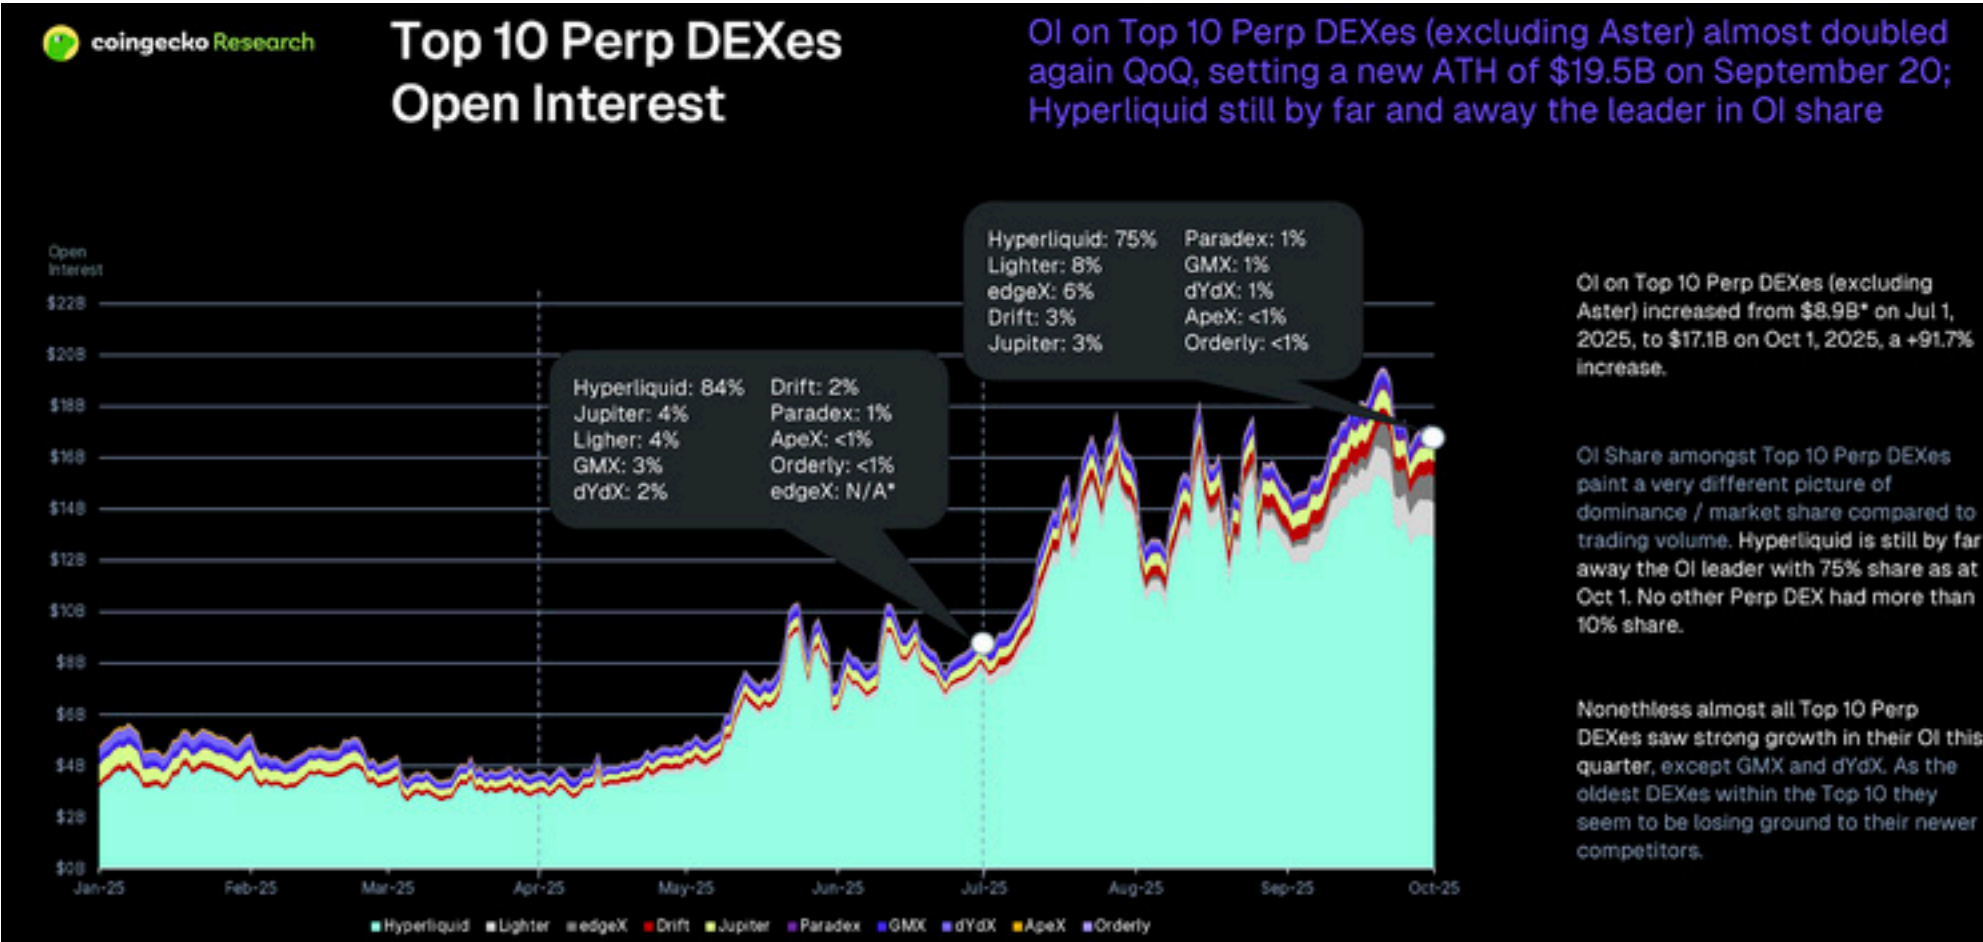 coingecko Research
Top 10 Perp DEXes
Open Interest
OI on Top 10 Perp DEXes (excluding Aster) almost doubled
again QoQ, setting a new ATH of $19.5B on September 20;
Hyperliquid still by far and away the leader in OI share
Open
Interest
$22B
$20B
$18B
$16B
$14B
$12B
$10B
$8B
$6B
$4B
$2B
$0B
Hyperliquid: 84%
Jupiter: 4%
Ligher: 4%
GMX: 3%
dYdX: 2%
Drift: 2%
Paradex: 1%
ApeX: <1%
Orderly: <1%
edgeX: N/A*
Hyperliquid: 75%
Lighter: 8%
edgeX: 6%
Drift: 3%
Jupiter: 3%
Paradex: 1%
GMX: 1%
dYdX: 1%
ApeX: <1%
Orderly: <1%
Jan-25 Feb-25 Mar-25 Apr-25 May-25 Jun-25 Jul-25 Aug-25 Sep-25 Oct-25
Hyperliquid Lighter edgeX Drift Jupiter Paradex GMX dYdX ApeX Orderly
OI on Top 10 Perp DEXes (excluding
Aster) increased from $8.9B* on Jul 1,
2025, to $17.1B on Oct 1, 2025, a +91.7%
increase.
OI Share amongst Top 10 Perp DEXes
paint a very different picture of
dominance / market share compared to
trading volume. Hyperliquid is still by far
away the OI leader with 75% share as at
Oct 1. No other Perp DEX had more than
10% share.
Nonethless almost all Top 10 Perp
DEXes saw strong growth in their OI this
quarter, except GMX and dYdX. As the
oldest DEXes within the Top 10 they
seem to be losing ground to their newer
competitors.